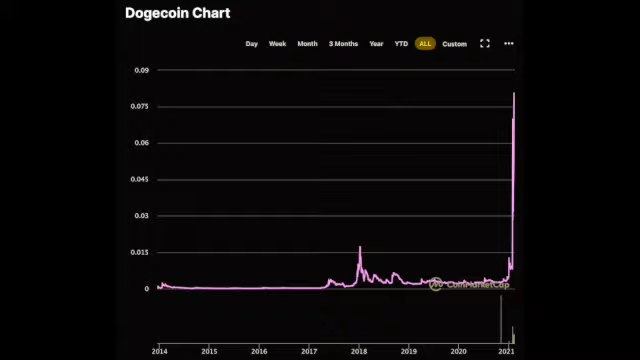 Dogecoin Chart
Day Week Month 3 Months Year YTD ALL Custom
0.09
0.075
0.06
0.045
0.03
0.015
0
CoinMarketCap
2014 2015 2016 2017 2018 2019 2020 2021